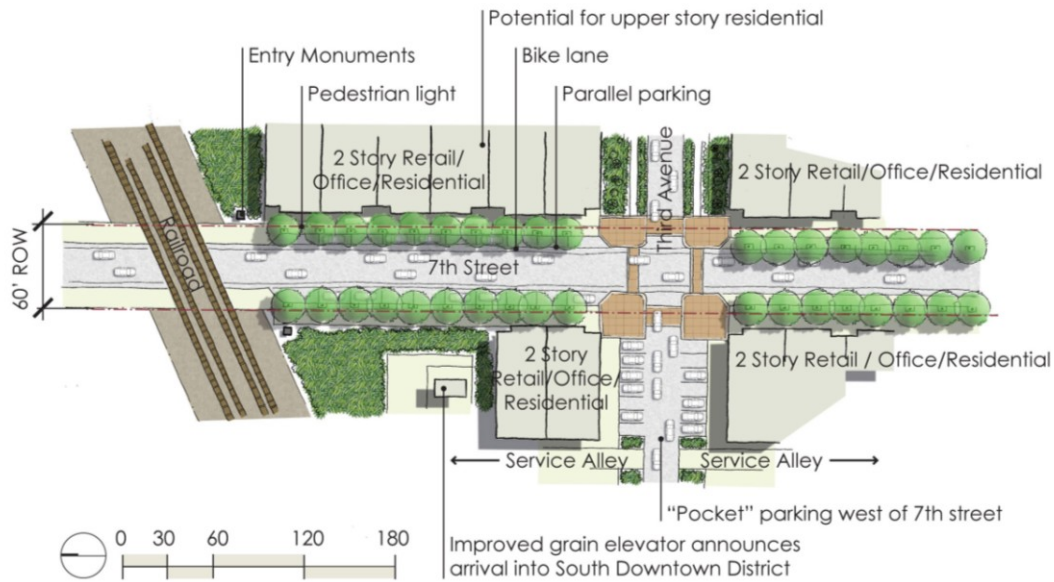 Potential for upper story residential
Entry Monuments
Bike lane
Pedestrian light
Parallel parking
2 Story Retail/
Office/Residential
Third Avenue
2 Story Retail/Office/Residential
Railroad
60' ROW
7th Street
2 Story
Retail/Office/
Residential
2 Story Retail / Office/Residential
Service Alley
Service Alley
"Pocket" parking west of 7th street
0 60 120 180
30
Improved grain elevator announces
arrival into South Downtown District